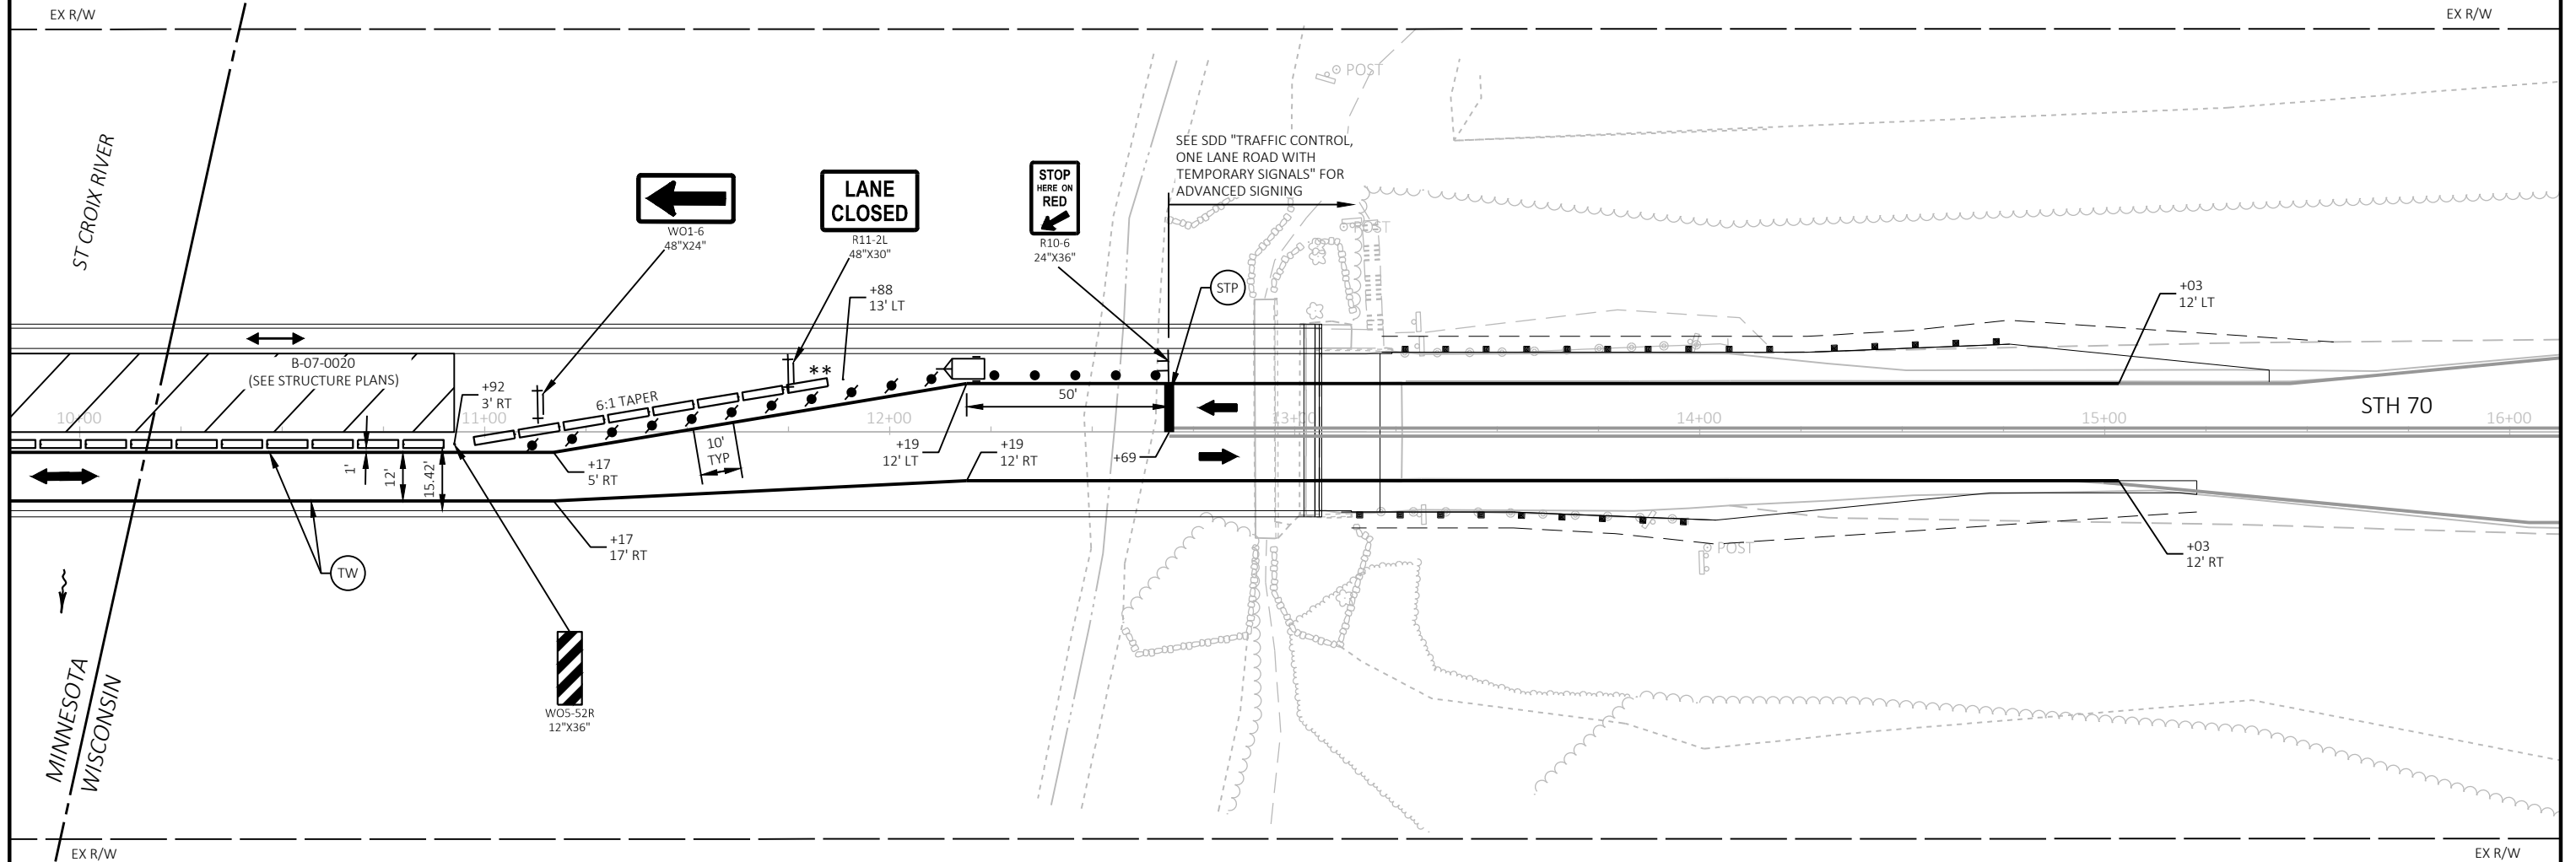 EX R/W
EX R/W
ST CROIX RIVER
WO1-6
48"X24"
LANE
CLOSED
R11-2L
48"X30"
STOP
HERE ON
RED
R10-6
24"X36"
SEE SDD "TRAFFIC CONTROL,
ONE LANE ROAD WITH
TEMPORARY SIGNALS" FOR
ADVANCED SIGNING
POST
POST
STP
+88
13' LT
+03
12' LT
B-07-0020
(SEE STRUCTURE PLANS)
+92
3' RT
6:1 TAPER
**
50'
STH 70
10+00
11+00
12+00
13+00
14+00
15+00
16+00
1'
12'
15.42'
+17
5' RT
10'
TYP
+19
12' LT
+19
12' RT
+69
+17
17' RT
TW
POST
+03
12' RT
MINNESOTA
WISCONSIN
WO5-52R
12"X36"
EX R/W
EX R/W